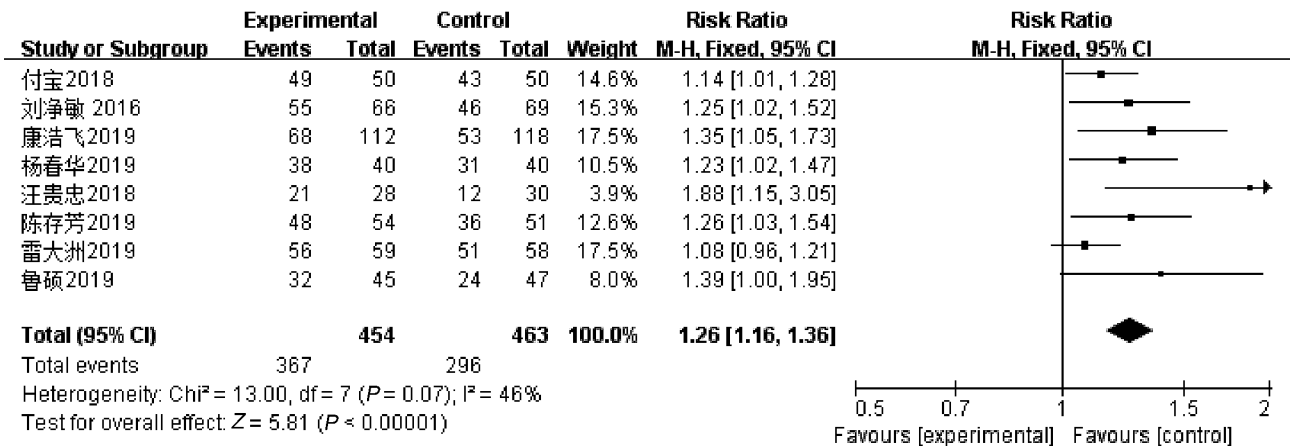 Experimental Control Risk Ratio Risk Ratio
Study or Subgroup Events Total Events Total Weight M-H, Fixed, 95% CI M-H, Fixed, 95% CI
付宝2018 49 50 43 50 14.6% 1.14 [1.01, 1.28]
刘净敏 2016 55 66 46 69 15.3% 1.25 [1.02, 1.52]
康浩飞2019 68 112 53 118 17.5% 1.35 [1.05, 1.73]
杨春华2019 38 40 31 40 10.5% 1.23 [1.02, 1.47]
汪贵忠2018 21 28 12 30 3.9% 1.88 [1.15, 3.05]
陈存芳2019 48 54 36 51 12.6% 1.26 [1.03, 1.54]
雷大洲2019 56 59 51 58 17.5% 1.08 [0.96, 1.21]
鲁硕2019 32 45 24 47 8.0% 1.39 [1.00, 1.95]
Total (95% CI) 454 463 100.0% 1.26 [1.16, 1.36]
Total events 367 296
Heterogeneity: Chi² = 13.00, df = 7 (P = 0.07); I² = 46%
Test for overall effect: Z = 5.81 (P < 0.00001)
0.5 0.7 1 1.5 2
Favours [experimental] Favours [control]